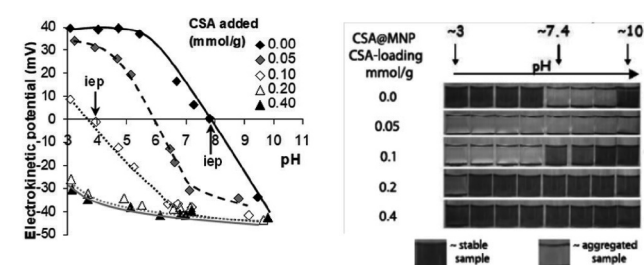 CSA added
(mmol/g)
0.00
0.05
0.10
0.20
0.40
Electrokinetic potential (mV)
40
30
20
10
0
-10
-20
-30
-40
-50
3 4 5 6 7 8 9 10 11
pH
iep
iep
CSA@MNP
CSA-loading
mmol/g
~3 ~7.4 ~10
pH
0.0
0.05
0.1
0.2
0.4
~ stable
sample
~ aggregated
sample